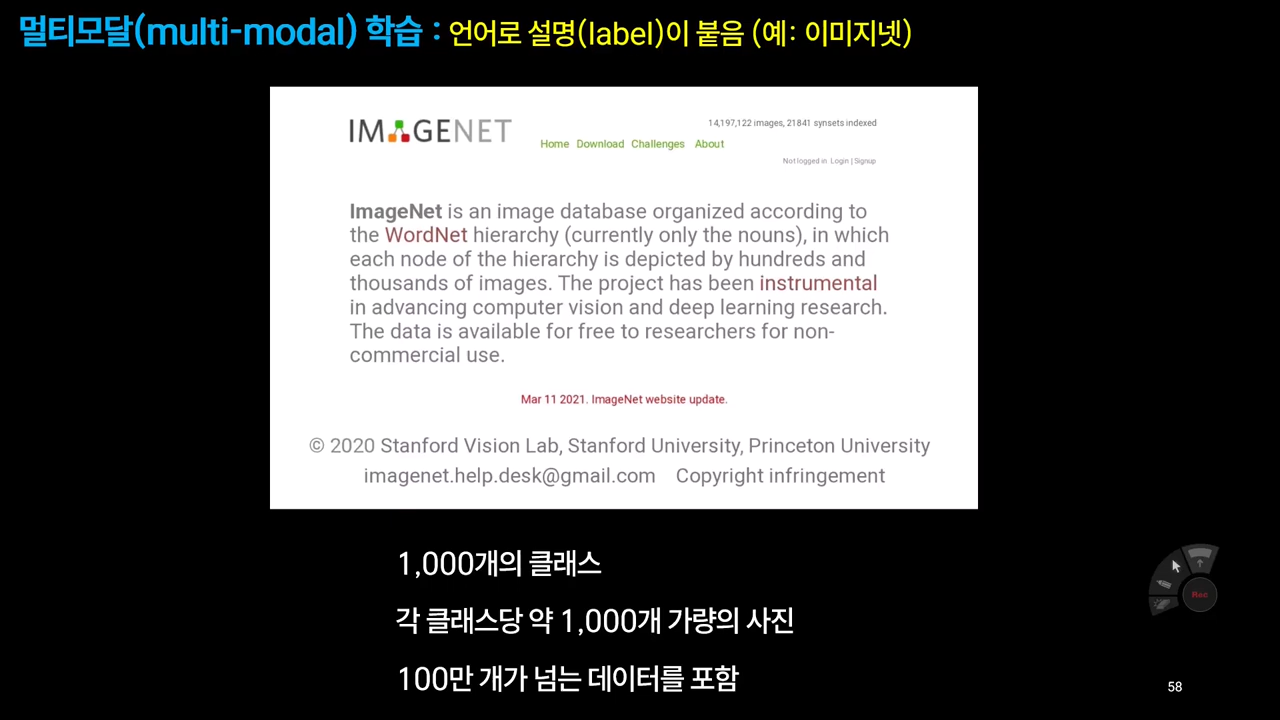 멀티모달(multi-modal) 학습 : 언어로 설명(label)이 붙음 (예: 이미지넷)
IMAGENET
14,197,122 images, 21841 synsets indexed
Home Download Challenges About
Not logged in Login | Signup
ImageNet is an image database organized according to
the WordNet hierarchy (currently only the nouns), in which
each node of the hierarchy is depicted by hundreds and
thousands of images. The project has been instrumental
in advancing computer vision and deep learning research.
The data is available for free to researchers for non-
commercial use.
Mar 11 2021. ImageNet website update.
© 2020 Stanford Vision Lab, Stanford University, Princeton University
imagenet.help.desk@gmail.com Copyright infringement
1,000개의 클래스
각 클래스당 약 1,000개 가량의 사진
100만 개가 넘는 데이터를 포함
Rec
58